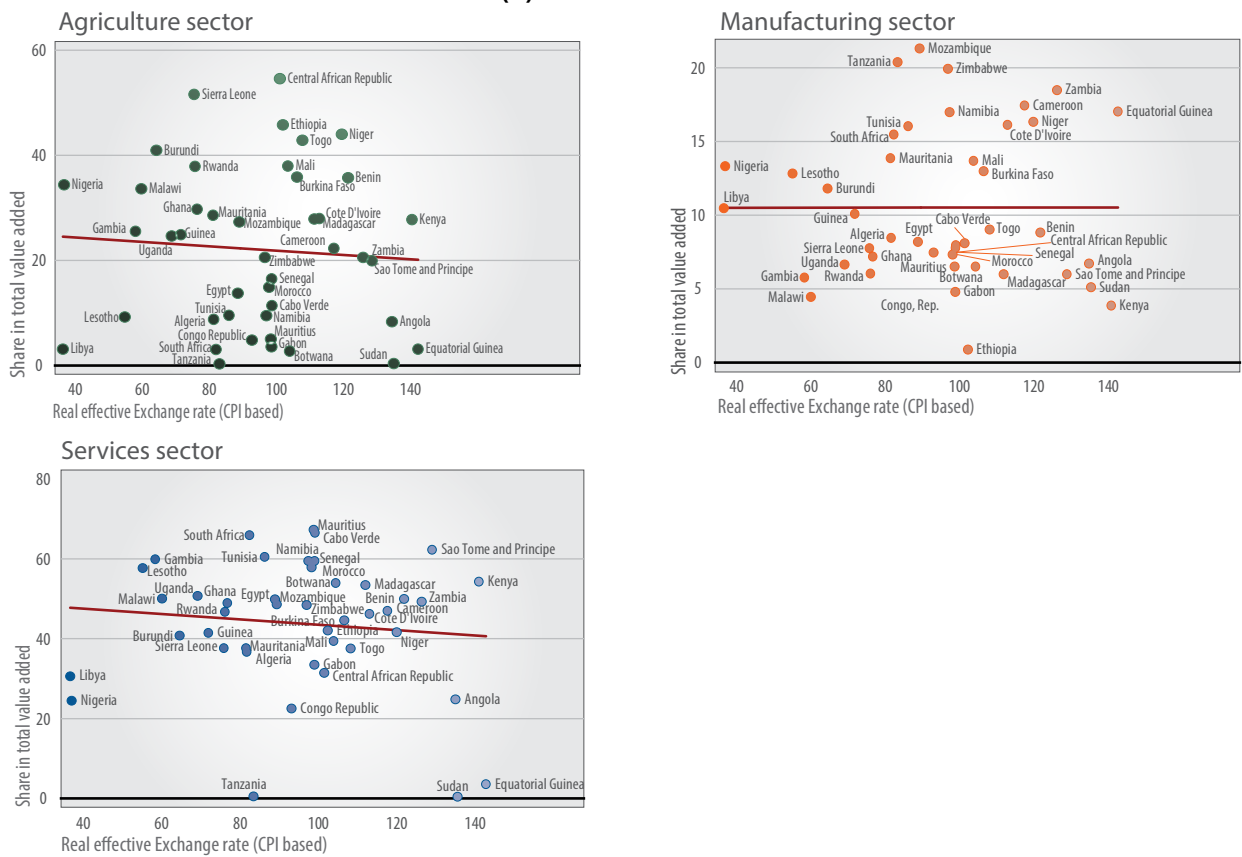 Agriculture sector
60
40
20
0
Share in total value added
Central African Republic
Sierra Leone
Ethiopia
Togo
Niger
Burundi
Rwanda
Mali
Burkina Faso
Benin
Nigeria
Malawi
Ghana
Mauritania
Mozambique
Cote D'Ivoire
Madagascar
Kenya
Gambia
Guinea
Uganda
Cameroon
Zambia
Zimbabwe
Sao Tome and Principe
Senegal
Morocco
Egypt
Cabo Verde
Tunisia
Namibia
Lesotho
Algeria
Angola
Congo Republic
Mauritius
Gabon
Libya
South Africa
Botswana
Sudan
Equatorial Guinea
Tanzania
40 60 80 100 120 140
Real effective Exchange rate (CPI based)
Manufacturing sector
20
15
10
5
0
Share in total value added
Mozambique
Tanzania
Zimbabwe
Zambia
Cameroon
Namibia
Equatorial Guinea
Tunisia
Niger
Cote D'Ivoire
South Africa
Mauritania
Mali
Nigeria
Lesotho
Burkina Faso
Burundi
Libya
Guinea
Cabo Verde
Togo
Benin
Algeria
Egypt
Central African Republic
Sierra Leone
Ghana
Senegal
Uganda
Mauritius
Morocco
Angola
Gambia
Rwanda
Botswana
Madagascar
Sao Tome and Principe
Sudan
Malawi
Congo, Rep.
Gabon
Kenya
Ethiopia
40 60 80 100 120 140
Real effective Exchange rate (CPI based)
Services sector
80
60
40
20
0
Share in total value added
Mauritius
South Africa
Cabo Verde
Namibia
Sao Tome and Principe
Gambia
Tunisia
Senegal
Lesotho
Morocco
Botswana
Madagascar
Kenya
Uganda
Ghana
Egypt
Mozambique
Benin
Zambia
Malawi
Rwanda
Zimbabwe
Cameroon
Burkina Faso
Cote D'Ivoire
Burundi
Guinea
Ethiopia
Niger
Sierra Leone
Mauritania
Mali
Togo
Algeria
Gabon
Libya
Central African Republic
Nigeria
Angola
Congo Republic
Tanzania
Sudan
Equatorial Guinea
40 60 80 100 120 140
Real effective Exchange rate (CPI based)